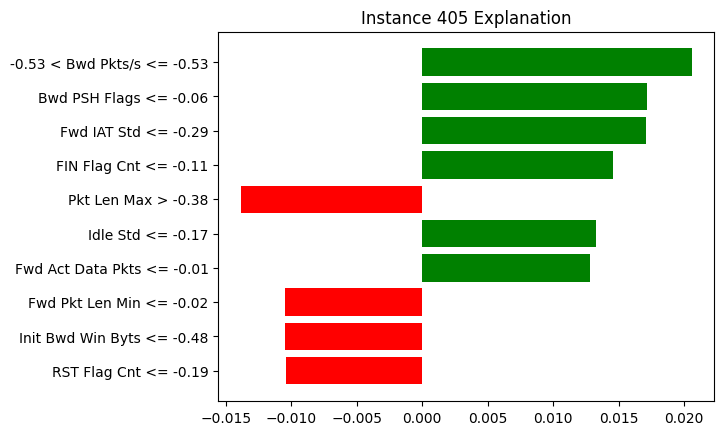 Instance 405 Explanation
-0.53 < Bwd Pkts/s <= -0.53
Bwd PSH Flags <= -0.06
Fwd IAT Std <= -0.29
FIN Flag Cnt <= -0.11
Pkt Len Max > -0.38
Idle Std <= -0.17
Fwd Act Data Pkts <= -0.01
Fwd Pkt Len Min <= -0.02
Init Bwd Win Byts <= -0.48
RST Flag Cnt <= -0.19
−0.015 −0.010 −0.005 0.000 0.005 0.010 0.015 0.020